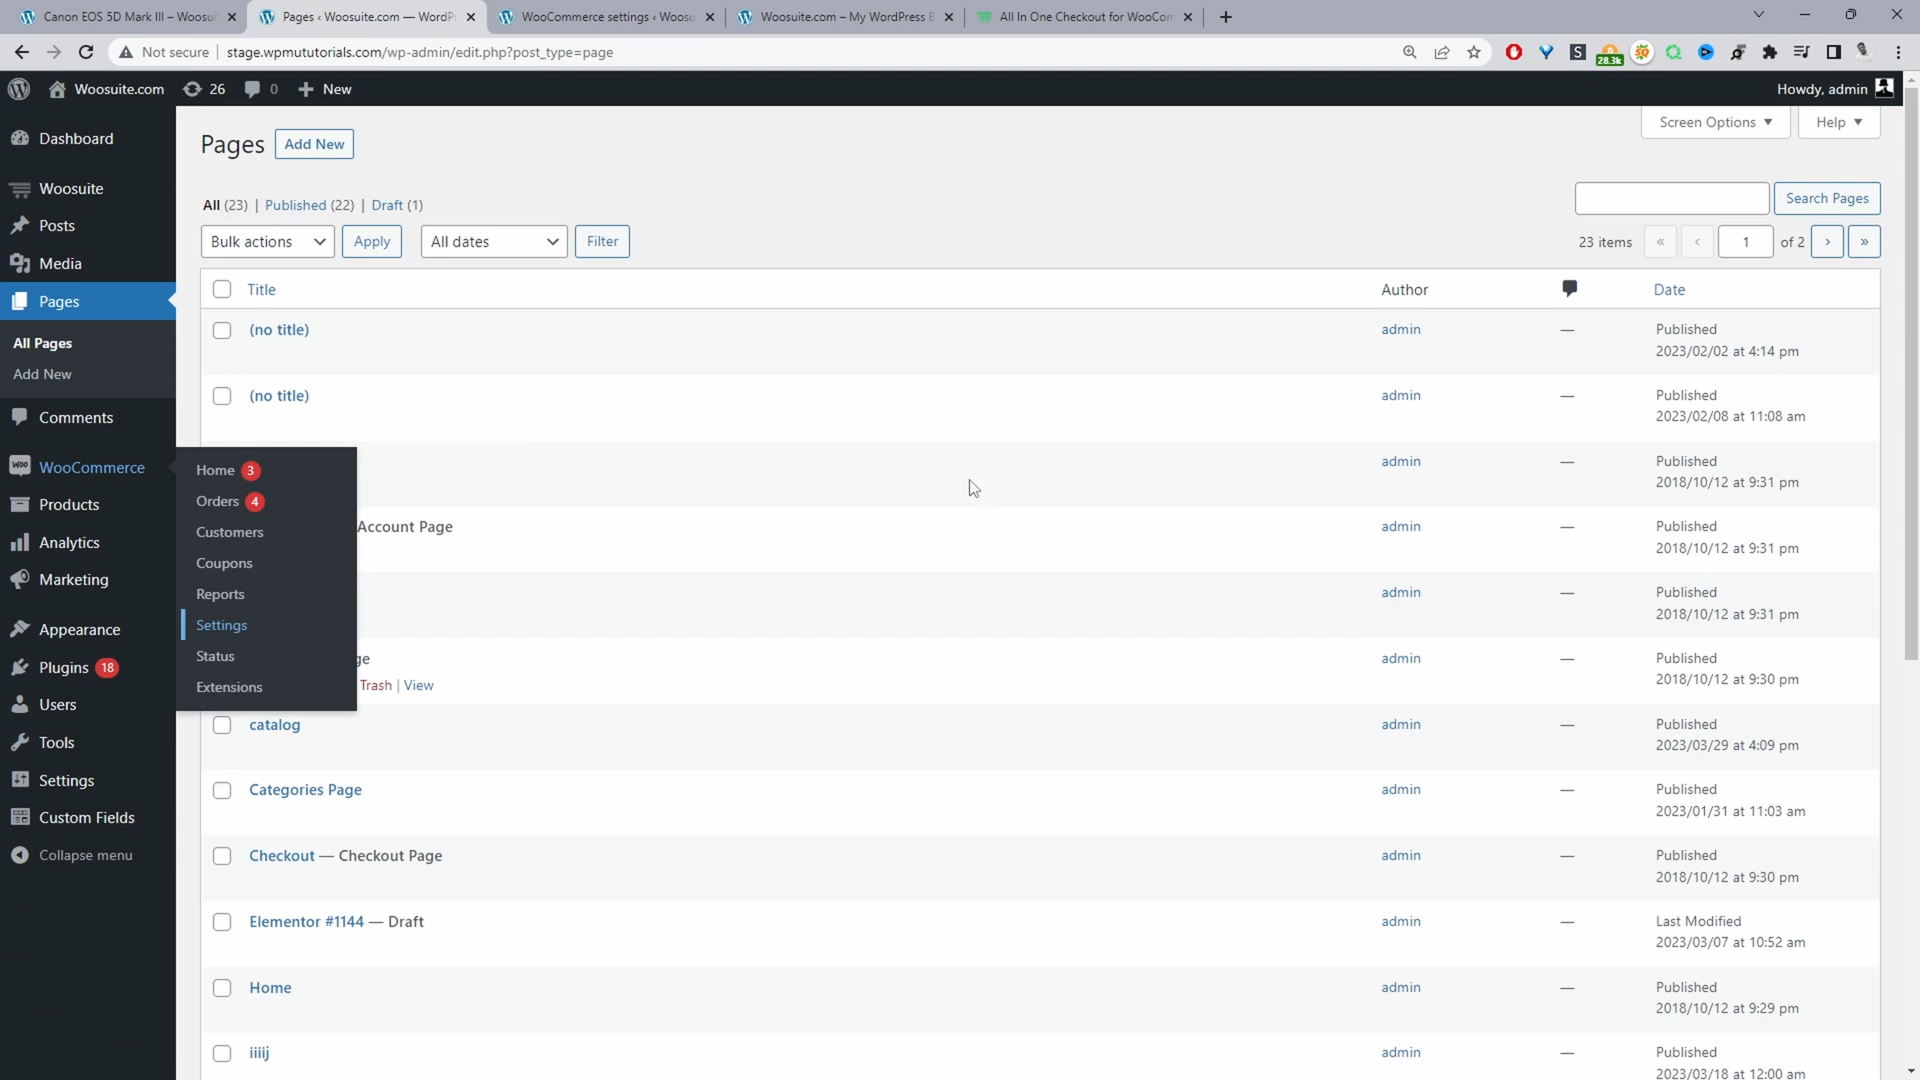 Canon EOS 5D Mark III – Woosui
Pages ‹ Woosuite.com — WordPr
WooCommerce settings ‹ Woosu
Woosuite.com – My WordPress B
All In One Checkout for WooCom
Not secure
stage.wpmututorials.com/wp-admin/edit.php?post_type=page
28.3k
Woosuite.com
26
0
New
Howdy, admin
Dashboard
Woosuite
Posts
Media
Pages
All Pages
Add New
Comments
WooCommerce
Products
Analytics
Marketing
Appearance
Plugins 18
Users
Tools
Settings
Custom Fields
Collapse menu
Home 3
Orders 4
Customers
Coupons
Reports
Settings
Status
Extensions
Screen Options
Help
Pages
Add New
All (23) | Published (22) | Draft (1)
Search Pages
Bulk actions
Apply
All dates
Filter
23 items « ‹ 1 of 2 › »
Title Author Date
(no title) admin — Published
2023/02/02 at 4:14 pm
(no title) admin — Published
2023/02/08 at 11:08 am
admin — Published
2018/10/12 at 9:31 pm
Account Page admin — Published
2018/10/12 at 9:31 pm
admin — Published
2018/10/12 at 9:31 pm
ge admin — Published
Trash | View 2018/10/12 at 9:30 pm
catalog admin — Published
2023/03/29 at 4:09 pm
Categories Page admin — Published
2023/01/31 at 11:03 am
Checkout — Checkout Page admin — Published
2018/10/12 at 9:30 pm
Elementor #1144 — Draft admin — Last Modified
2023/03/07 at 10:52 am
Home admin — Published
2018/10/12 at 9:29 pm
iiiij admin — Published
2023/03/18 at 12:00 am